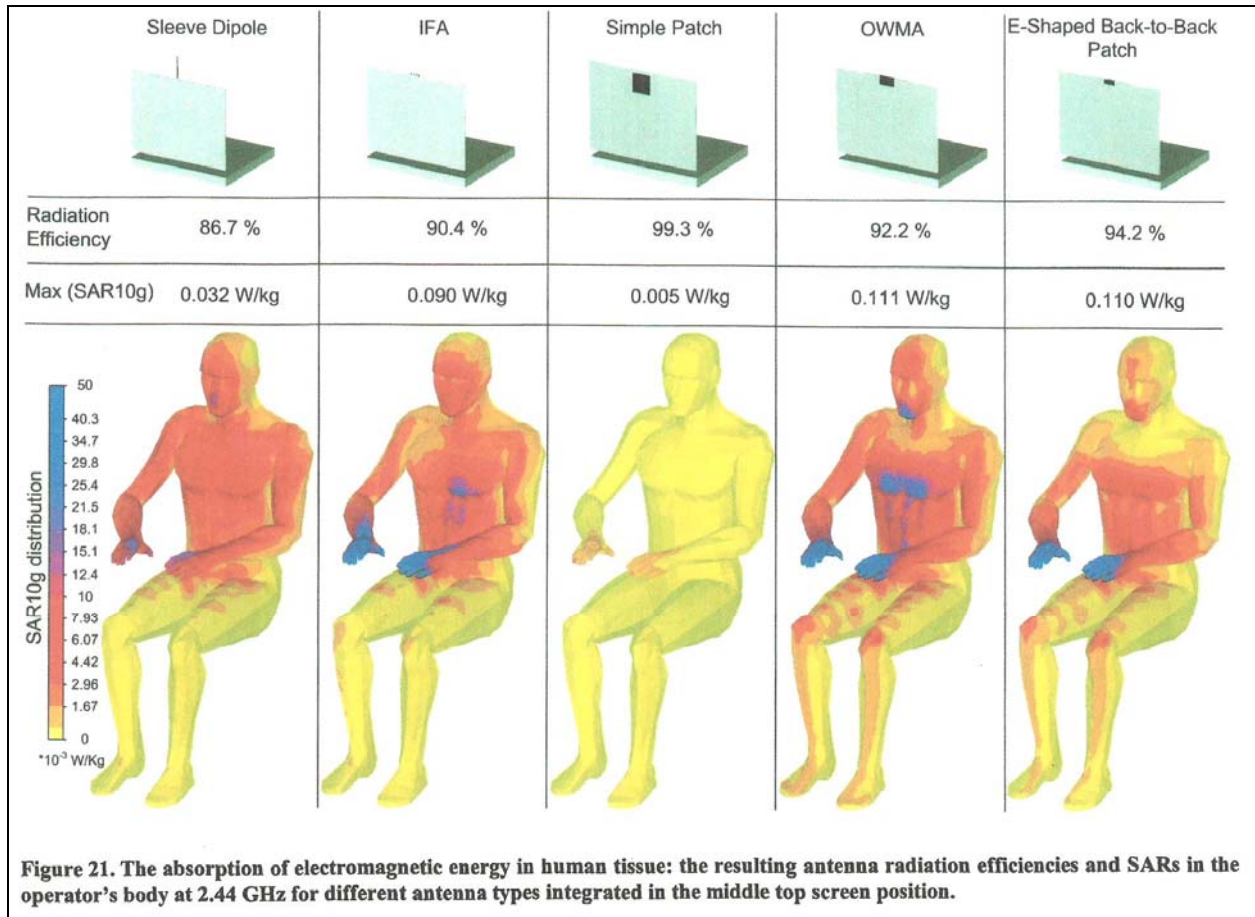 Sleeve Dipole
IFA
Simple Patch
OWMA
E-Shaped Back-to-Back
Patch
Radiation
Efficiency
86.7 %
90.4 %
99.3 %
92.2 %
94.2 %
Max (SAR10g)
0.032 W/kg
0.090 W/kg
0.005 W/kg
0.111 W/kg
0.110 W/kg
SAR10g distribution
50
40.3
34.7
29.8
25.4
21.5
18.1
15.1
12.4
10
7.93
6.07
4.42
2.96
1.67
0
*10⁻³ W/Kg
Figure 21. The absorption of electromagnetic energy in human tissue: the resulting antenna radiation efficiencies and SARs in the
operator's body at 2.44 GHz for different antenna types integrated in the middle top screen position.